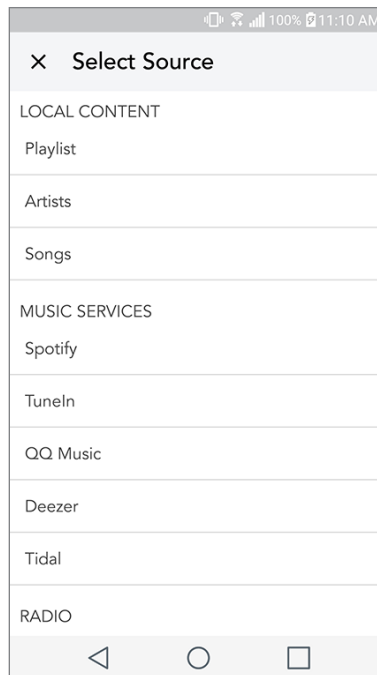 100% 11:10 AM
Select Source
LOCAL CONTENT
Playlist
Artists
Songs
MUSIC SERVICES
Spotify
TuneIn
QQ Music
Deezer
Tidal
RADIO